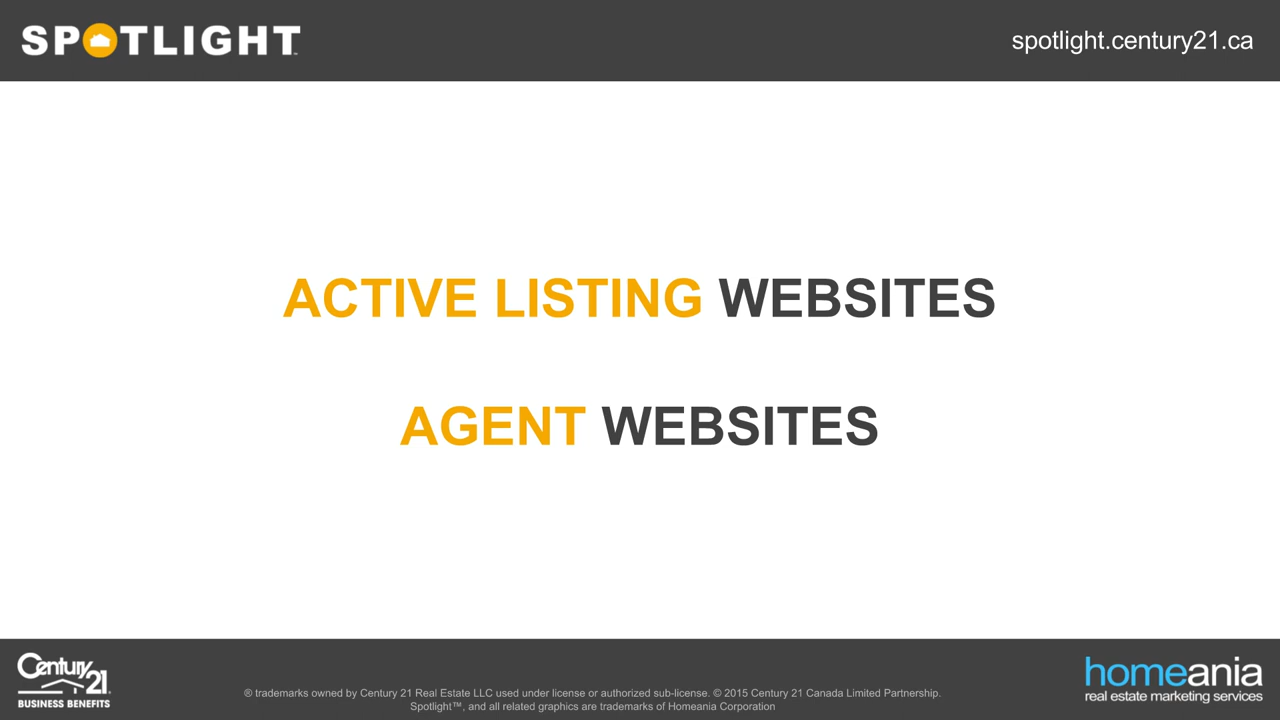 SPOTLIGHT™
spotlight.century21.ca
ACTIVE LISTING WEBSITES
AGENT WEBSITES
Century 21®
BUSINESS BENEFITS
® trademarks owned by Century 21 Real Estate LLC used under license or authorized sub-license. © 2015 Century 21 Canada Limited Partnership.
Spotlight™, and all related graphics are trademarks of Homeania Corporation
homeania
real estate marketing services